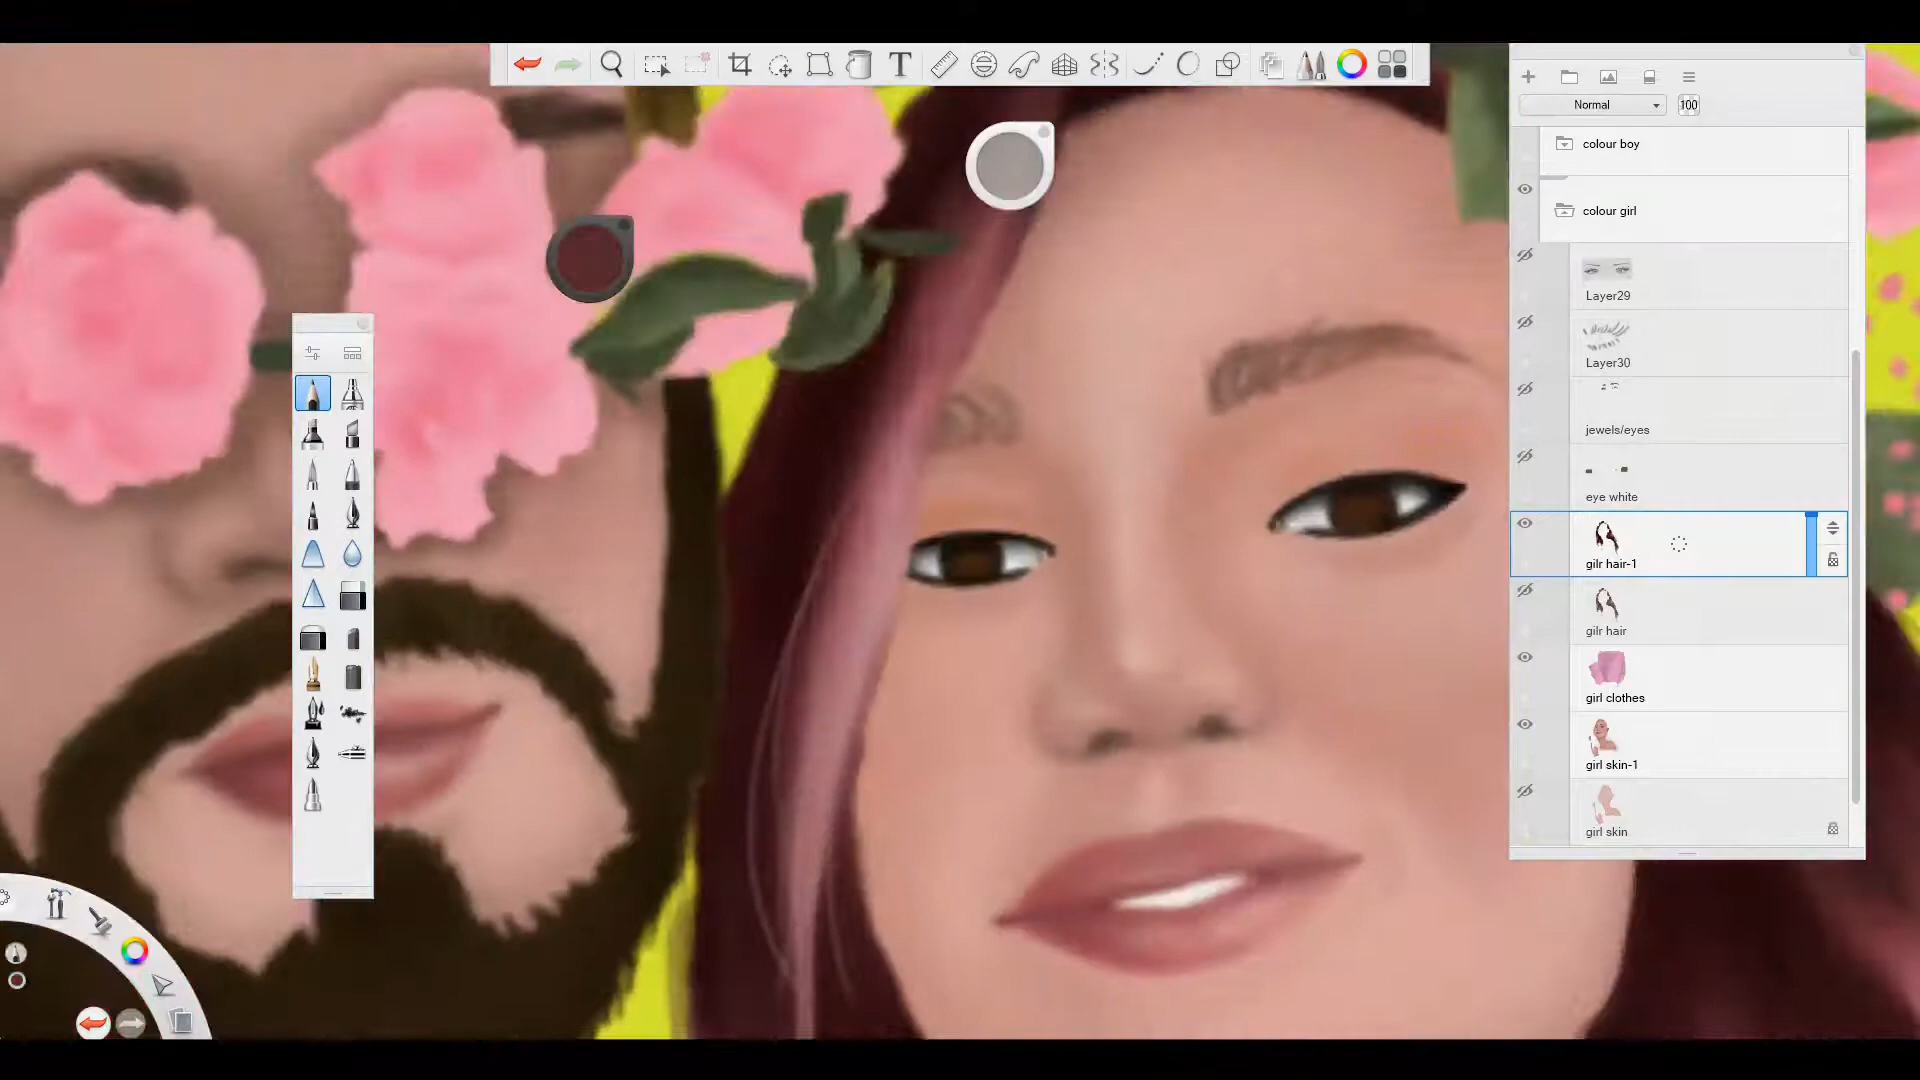 T
Normal
100
colour boy
colour girl
Layer29
Layer30
jewels/eyes
eye white
gilr hair-1
gilr hair
girl clothes
girl skin-1
girl skin